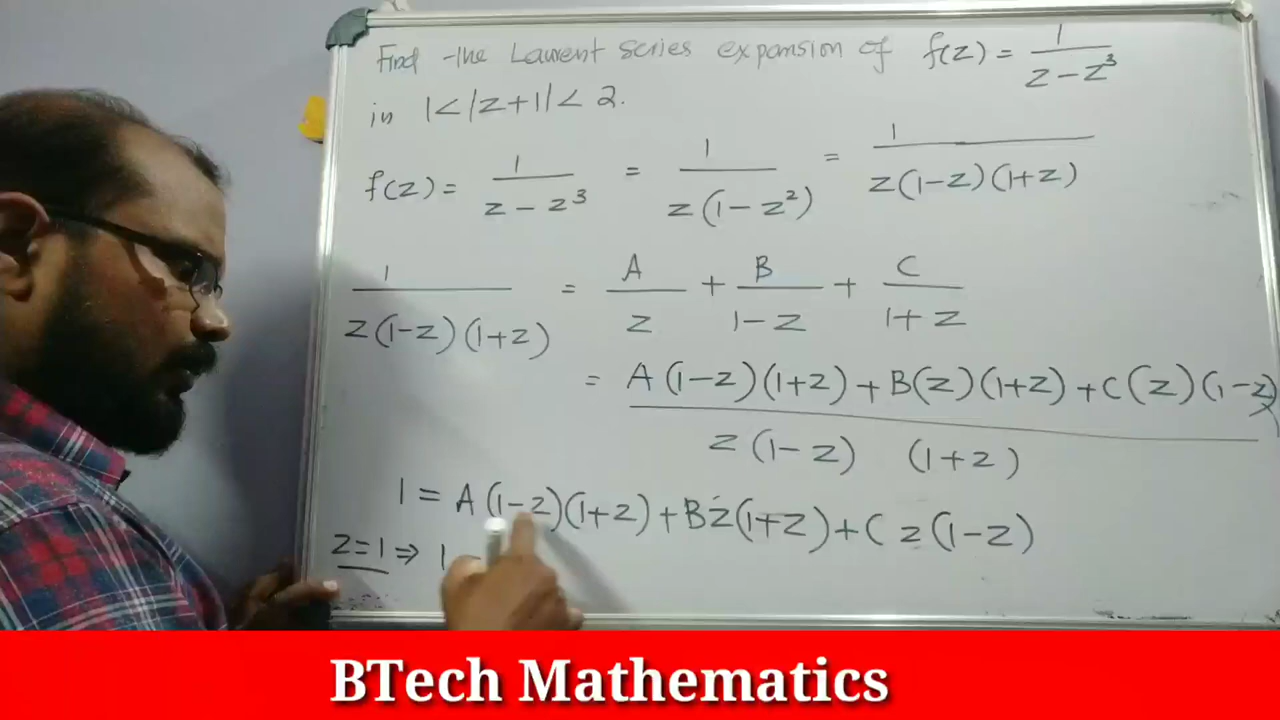 Find the Laurent series expansion of f(z) = 1/(z - z³)
in 1 < |z+1| < 2.
f(z) = 1/(z - z³) = 1/(z(1 - z²)) = 1/(z(1-z)(1+z))
1/(z(1-z)(1+z)) = A/z + B/(1-z) + C/(1+z)
= (A(1-z)(1+z) + B(z)(1+z) + C(z)(1-z))/(z(1-z) (1+z))
1 = A(1-z)(1+z) + Bz(1+z) + C z(1-z)
z=1 ⇒ 1
BTech Mathematics